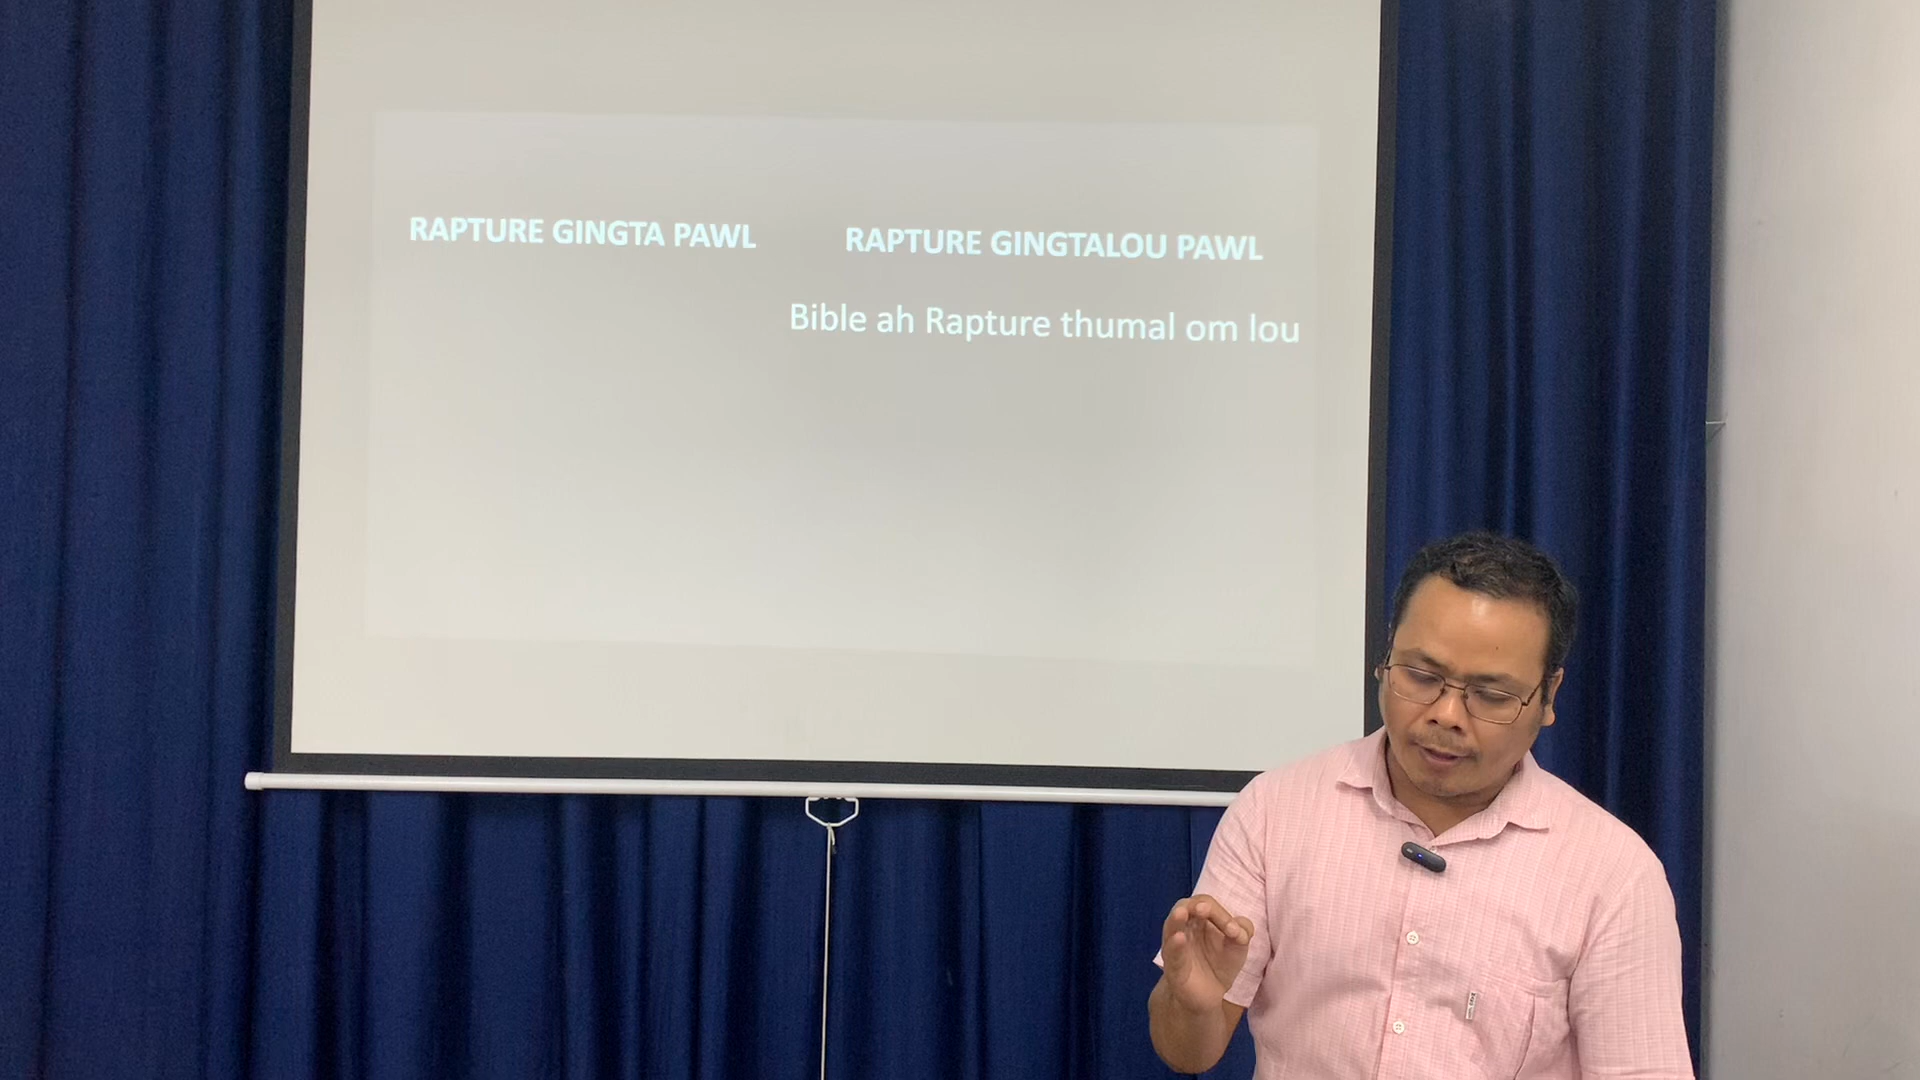 RAPTURE GINGTA PAWL
RAPTURE GINGTALOU PAWL
Bible ah Rapture thumal om lou